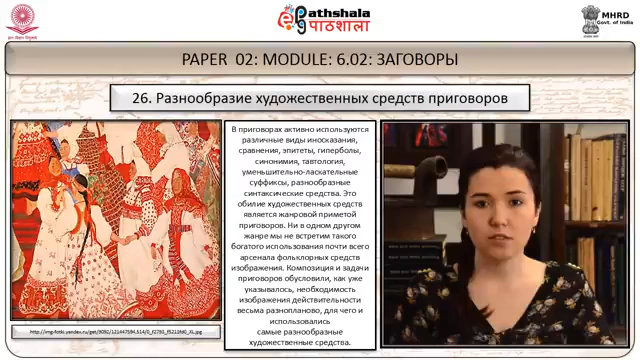 ePathshala
पाठशाला
MHRD
Govt. of India
PAPER 02: MODULE: 6.02: ЗАГОВОРЫ
26. Разнообразие художественных средств приговоров
В приговорах активно используются
различные виды иносказания,
сравнения, эпитеты, гиперболы,
синонимия, тавтология,
уменьшительно-ласкательные
суффиксы, разнообразные
синтаксические средства. Это
обилие художественных средств
является жанровой приметой
приговоров. Ни в одном другом
жанре мы не встретим такого
богатого использования почти всего
арсенала фольклорных средств
изображения. Композиция и задачи
приговоров обусловили, как уже
указывалось, необходимость
изображения действительности
весьма разнопланово, для чего и
использовались
самые разнообразные
художественные средства.